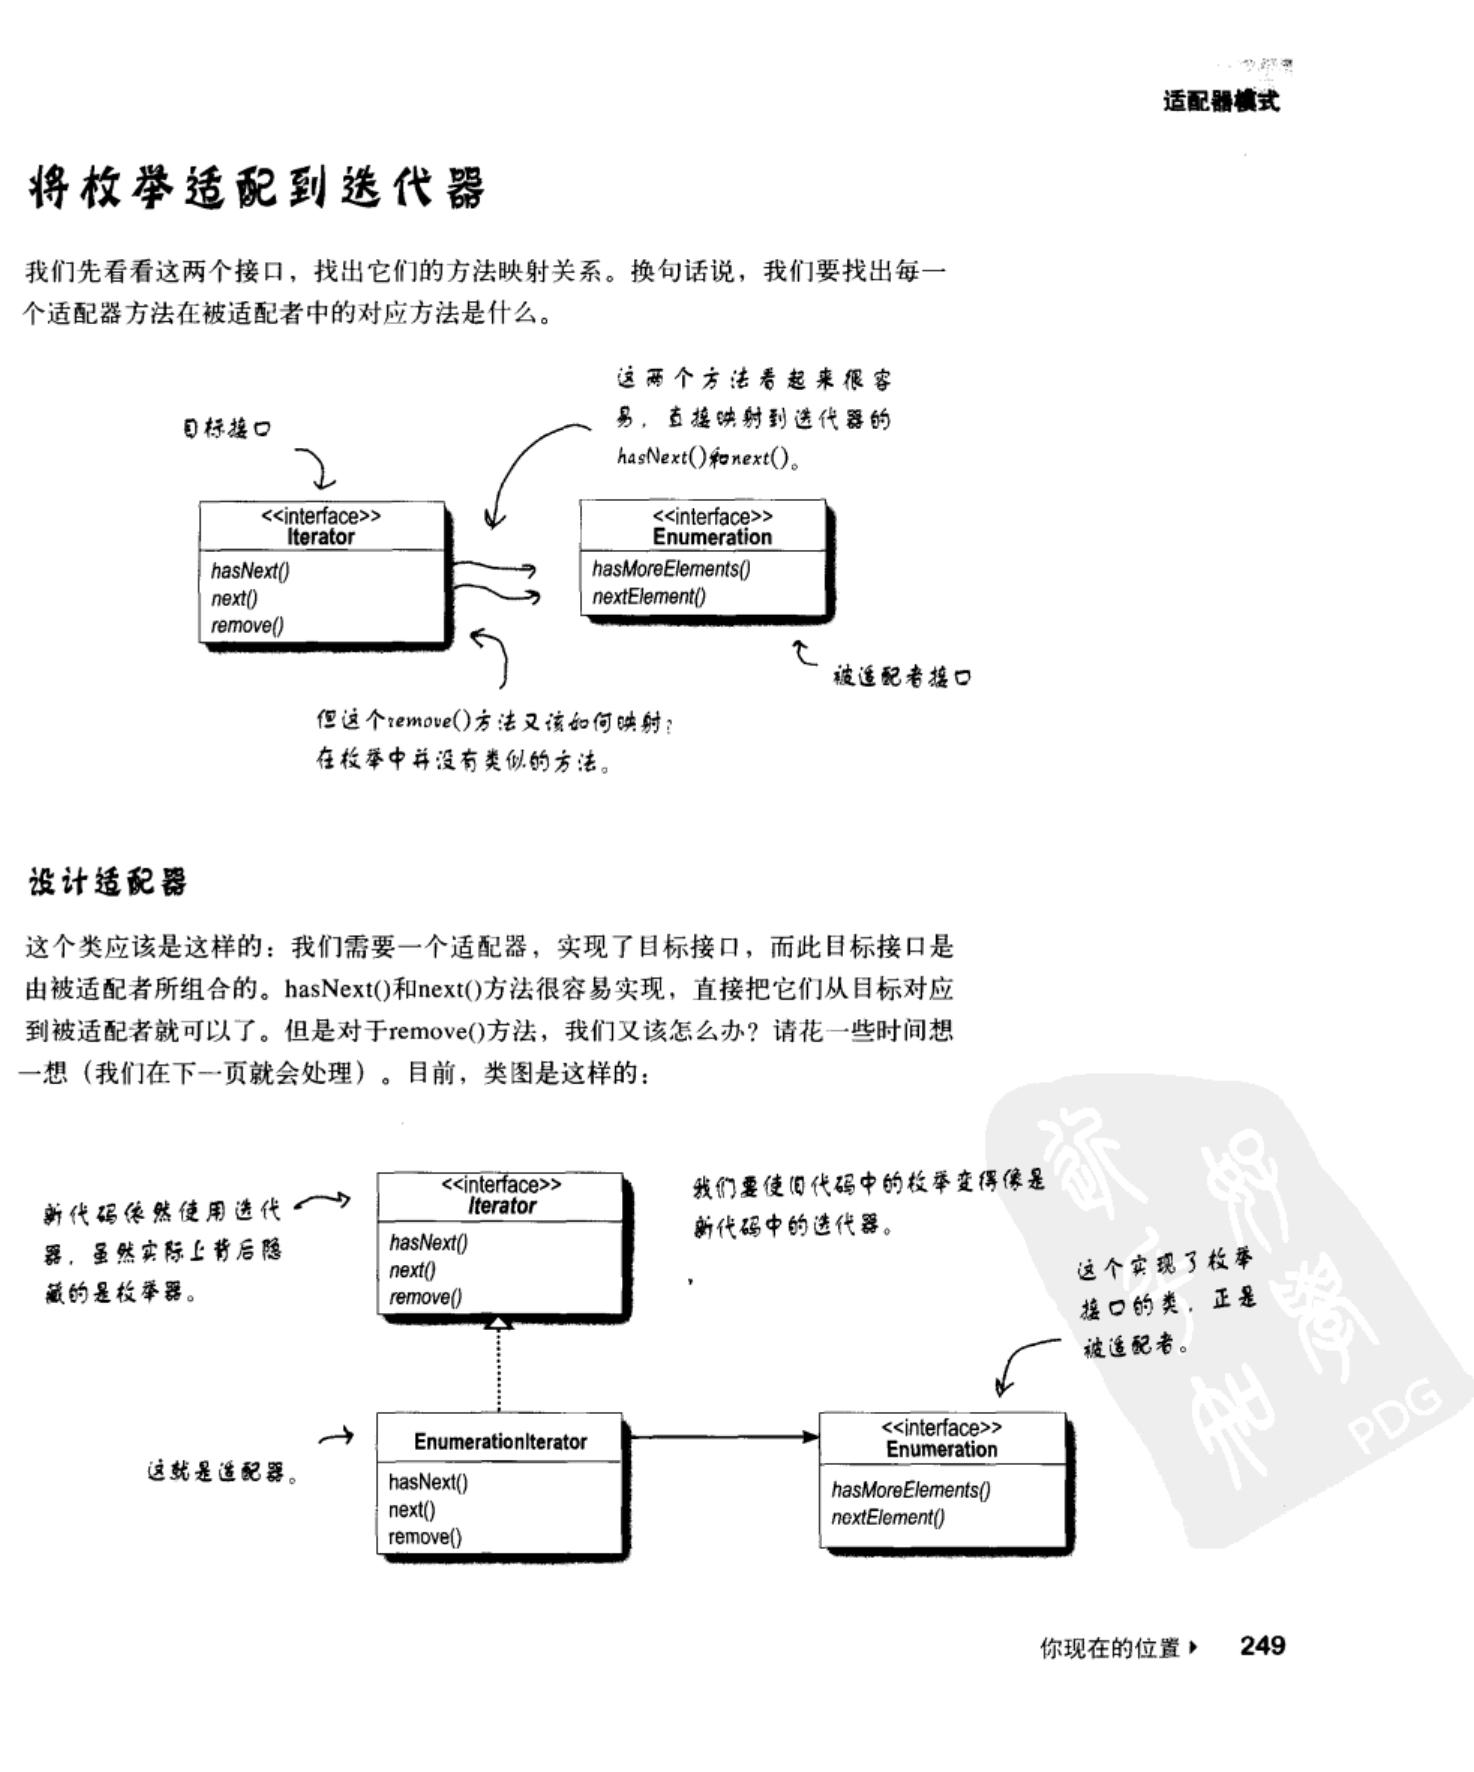 适配器模式
将枚举适配到迭代器
我们先看看这两个接口，找出它们的方法映射关系。换句话说，我们要找出每一
个适配器方法在被适配者中的对应方法是什么。
目标接口
这两个方法看起来很容
易，直接映射到迭代器的
hasNext()和next()。
<<interface>>
Iterator
hasNext()
next()
remove()
<<interface>>
Enumeration
hasMoreElements()
nextElement()
被适配者接口
但这个remove()方法又该如何映射？
在枚举中并没有类似的方法。
设计适配器
这个类应该是这样的：我们需要一个适配器，实现了目标接口，而此目标接口是
由被适配者所组合的。hasNext()和next()方法很容易实现，直接把它们从目标对应
到被适配者就可以了。但是对于remove()方法，我们又该怎么办？请花一些时间想
一想（我们在下一页就会处理）。目前，类图是这样的：
新代码依然使用迭代
器，虽然实际上背后隐
藏的是枚举器。
<<interface>>
Iterator
hasNext()
next()
remove()
我们要使旧代码中的枚举变得像是
新代码中的迭代器。
这个实现了枚举
接口的类，正是
被适配者。
这就是适配器。
EnumerationIterator
hasNext()
next()
remove()
<<interface>>
Enumeration
hasMoreElements()
nextElement()
PDG
你现在的位置 249